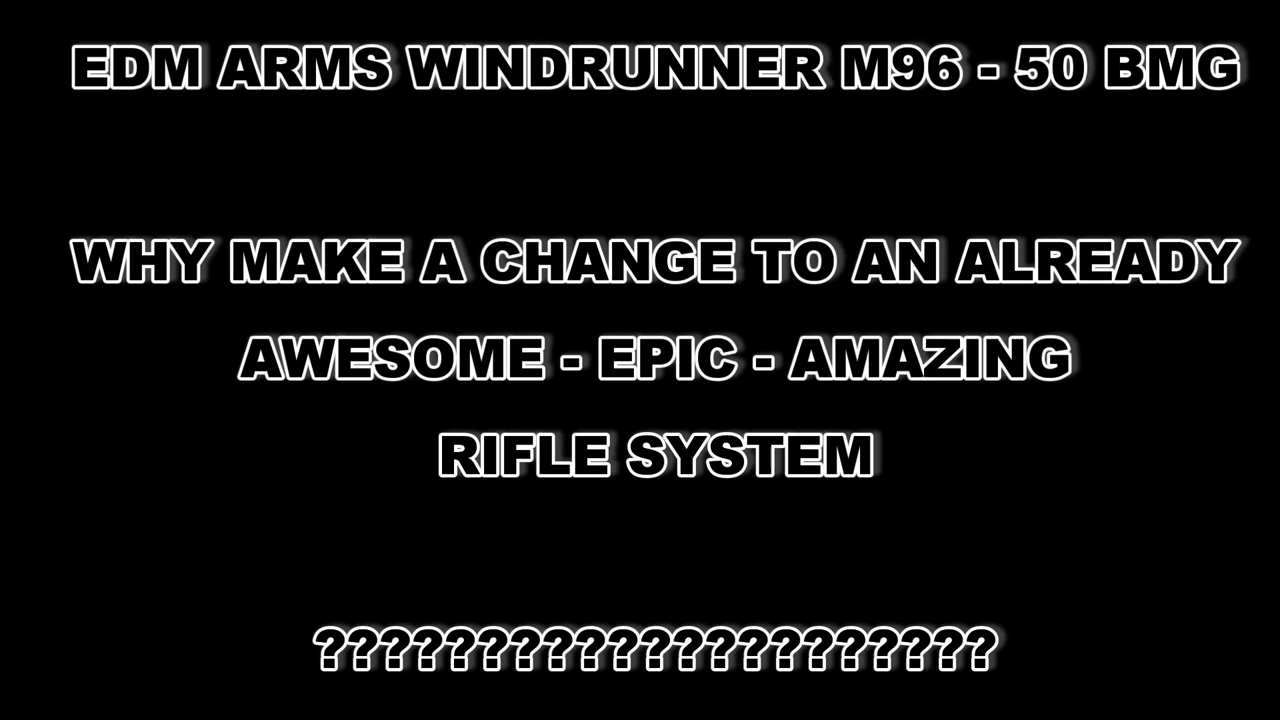 EDM ARMS WINDRUNNER M96 - 50 BMG
WHY MAKE A CHANGE TO AN ALREADY
AWESOME - EPIC - AMAZING
RIFLE SYSTEM
?????????????????????